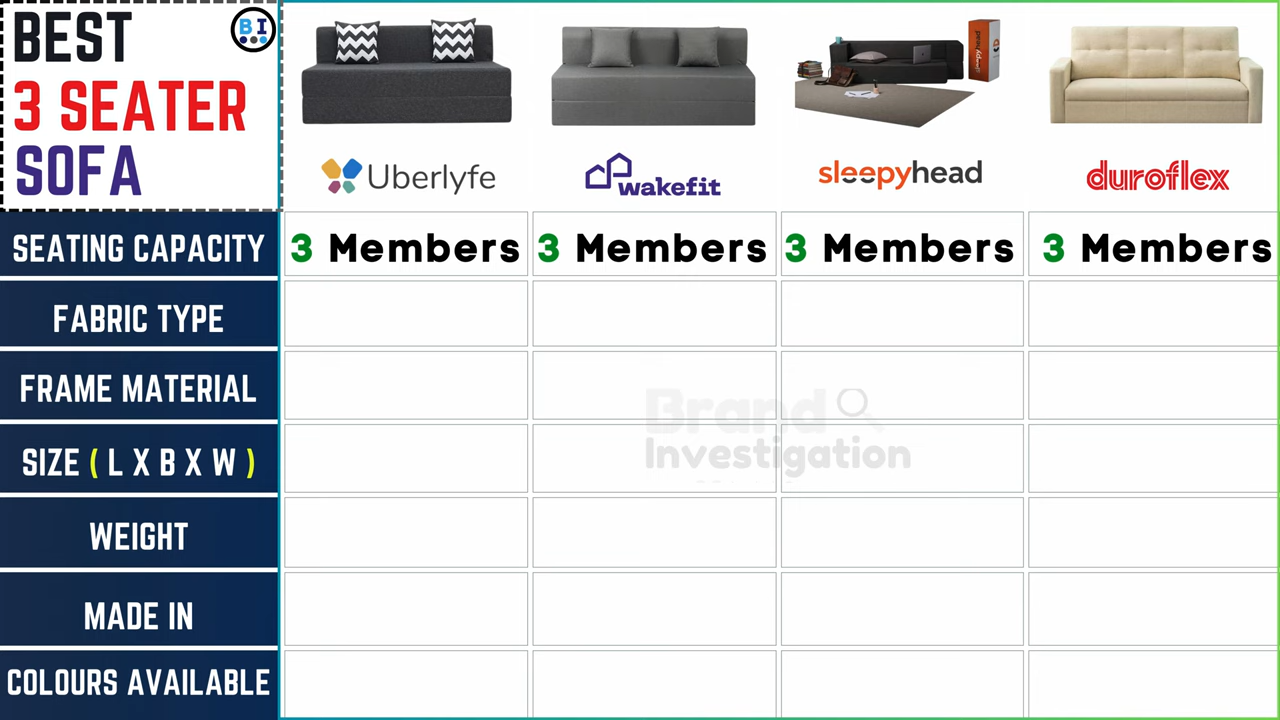 BEST
BI
3 SEATER
SOFA
Uberlyfe
wakefit
sleepyhead
duroflex
SEATING CAPACITY
3 Members
3 Members
3 Members
3 Members
FABRIC TYPE
FRAME MATERIAL
Brand
Investigation
SIZE ( L X B X W )
WEIGHT
MADE IN
COLOURS AVAILABLE